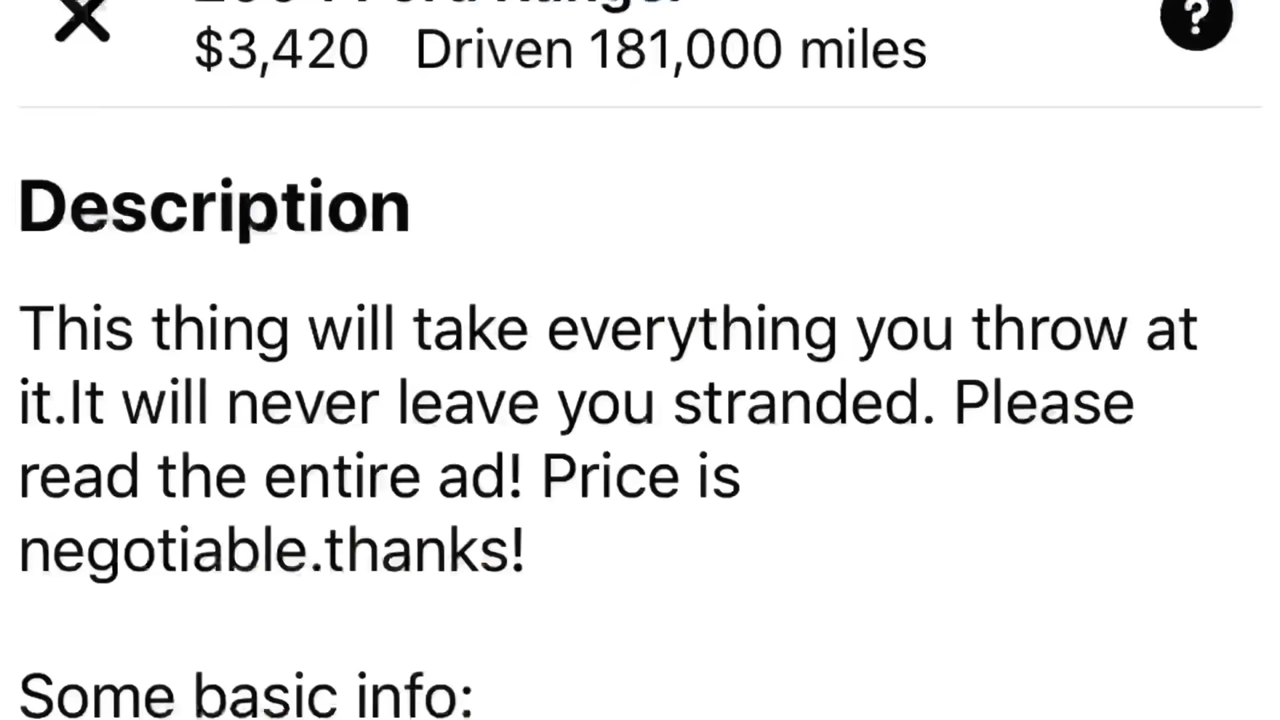 $3,420 Driven 181,000 miles
?
Description
This thing will take everything you throw at
it.It will never leave you stranded. Please
read the entire ad! Price is
negotiable.thanks!
Some basic info: